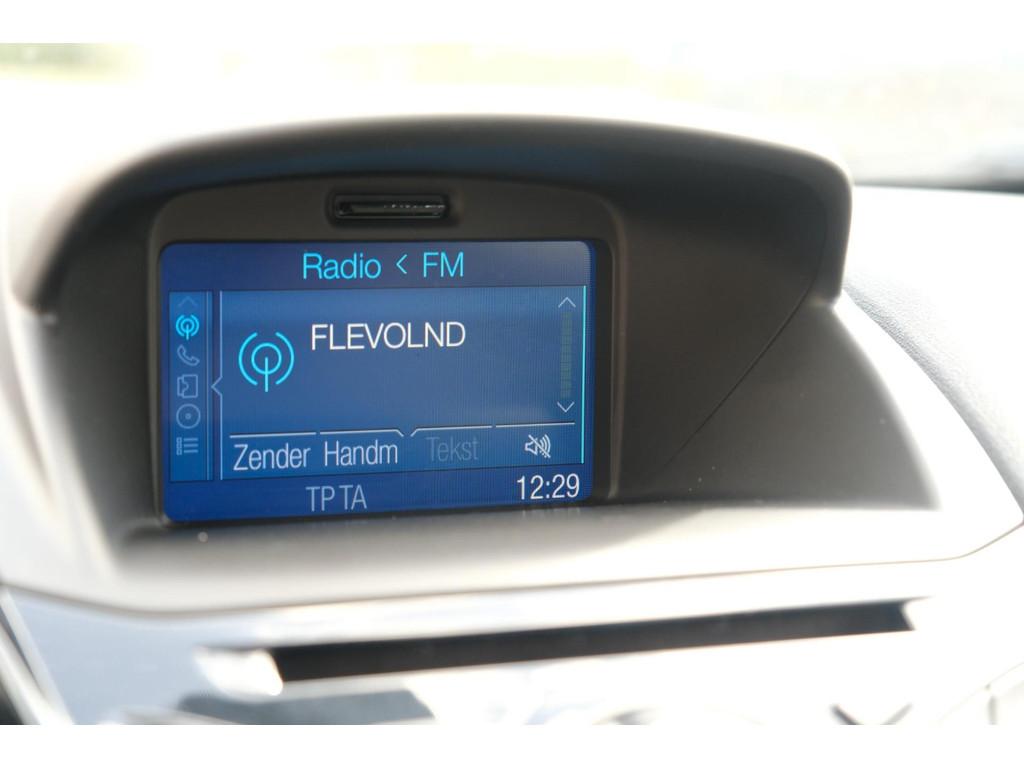 Radio < FM
FLEVOLND
Zender Handm Tekst
TP TA 12:29